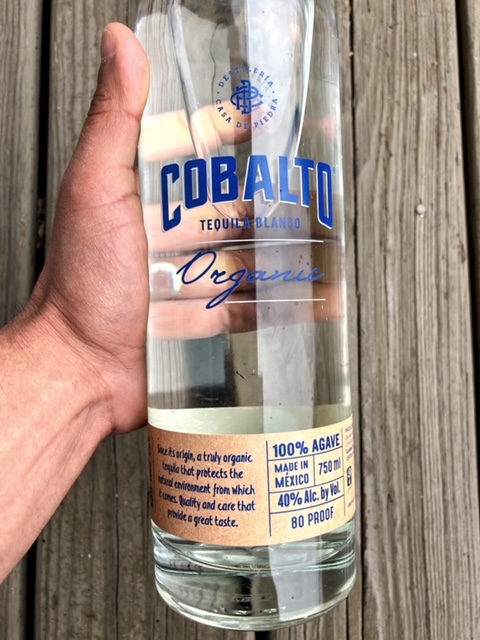 DESTILERÍA
CASA DE PIEDRA
COBALTO
TEQUILA BLANCO
Organic
Since its origin, a truly organic
tequila that protects the
natural environment from which
it comes. Quality and care that
provide a great taste.
100% AGAVE
MADE IN
MÉXICO
750 ml
40% Alc. by Vol.
80 PROOF